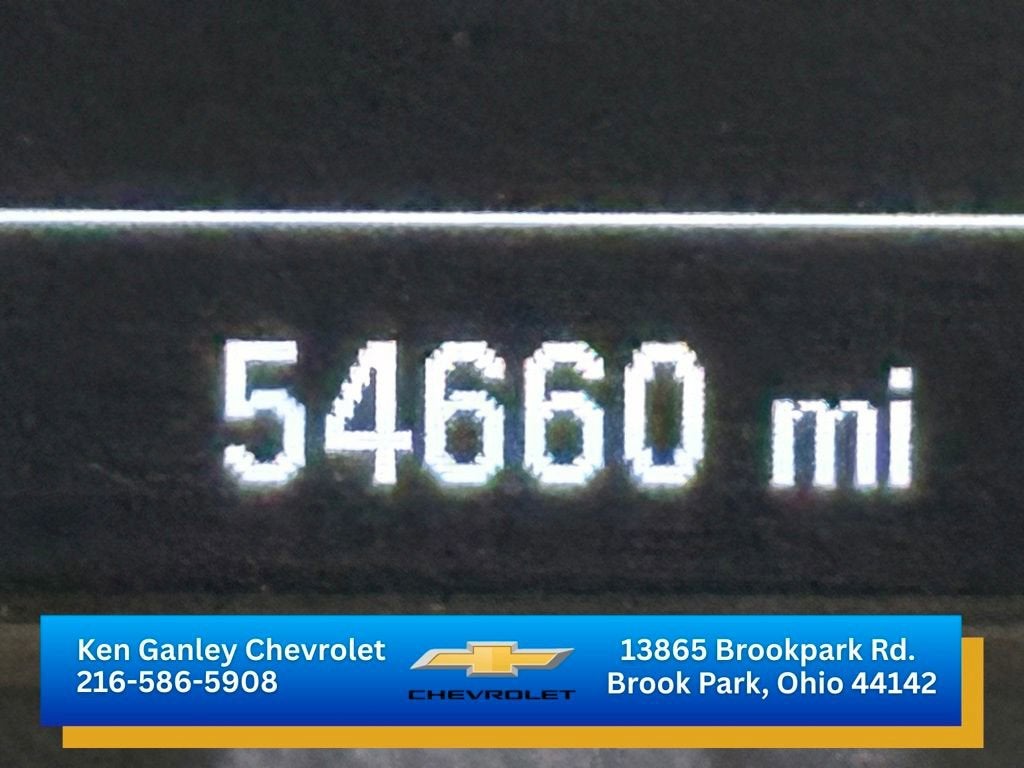 54660 mi
Ken Ganley Chevrolet
216-586-5908
CHEVROLET
13865 Brookpark Rd.
Brook Park, Ohio 44142